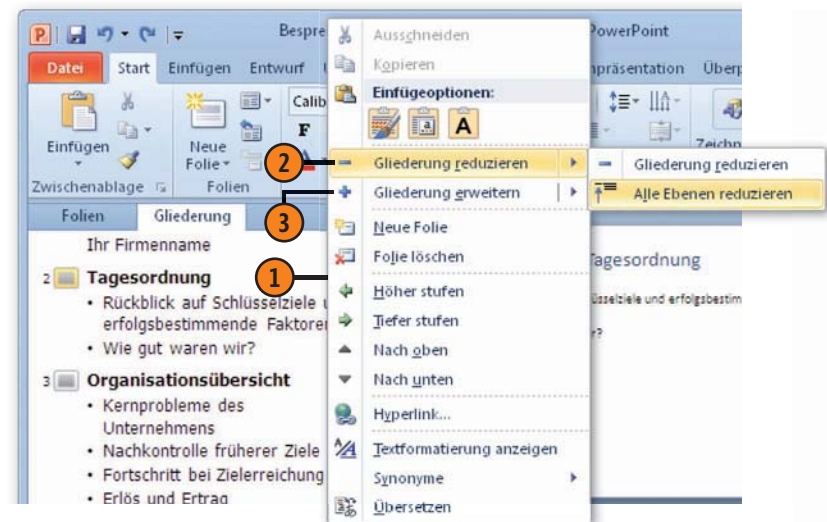 Bespre
PowerPoint
Datei Start Einfügen Entwurf
npräsentation Überp
Calib
F
A
Einfügen
Neue
Folie
Zeichn
Zwischenablage
Folien
Folien Gliederung
Ihr Firmenname
2 Tagesordnung
• Rückblick auf Schlüsselziele u
erfolgsbestimmende Faktoren
• Wie gut waren wir?
3 Organisationsübersicht
• Kernprobleme des
Unternehmens
• Nachkontrolle früherer Ziele
• Fortschritt bei Zielerreichung
• Erlös und Ertrag
Ausschneiden
Kopieren
Einfügeoptionen:
a A
2 Gliederung reduzieren
3 Gliederung erweitern
Neue Folie
Folie löschen
1
Höher stufen
Tiefer stufen
Nach oben
Nach unten
Hyperlink...
Textformatierung anzeigen
Synonyme
Übersetzen
Gliederung reduzieren
Alle Ebenen reduzieren
Tagesordnung
üsselziele und erfolgsbestim
r?